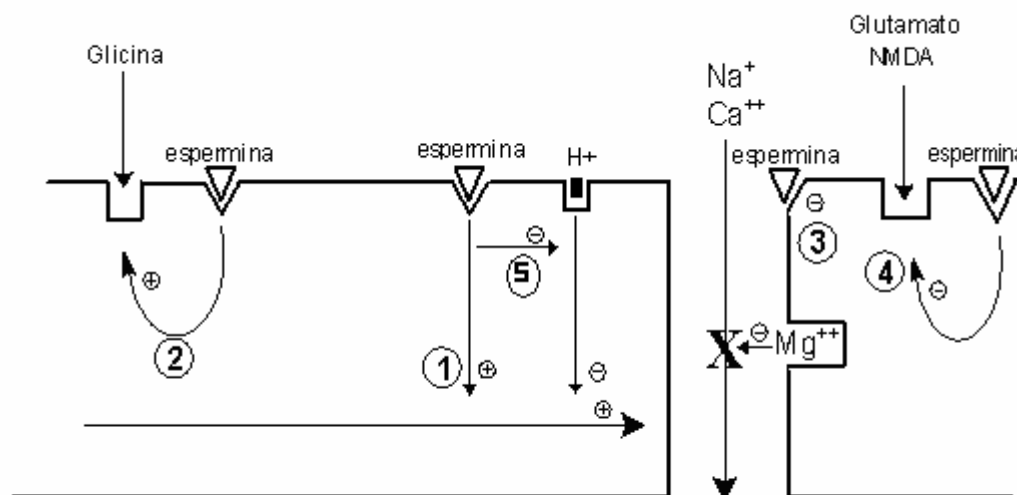 Glicina
espermina
espermina
H+
Na+
Ca++
Glutamato
NMDA
espermina
espermina
⊖
3
⊖
5
4
⊕
⊖
2
1
⊕
⊖
⊖
Mg++
X
⊕